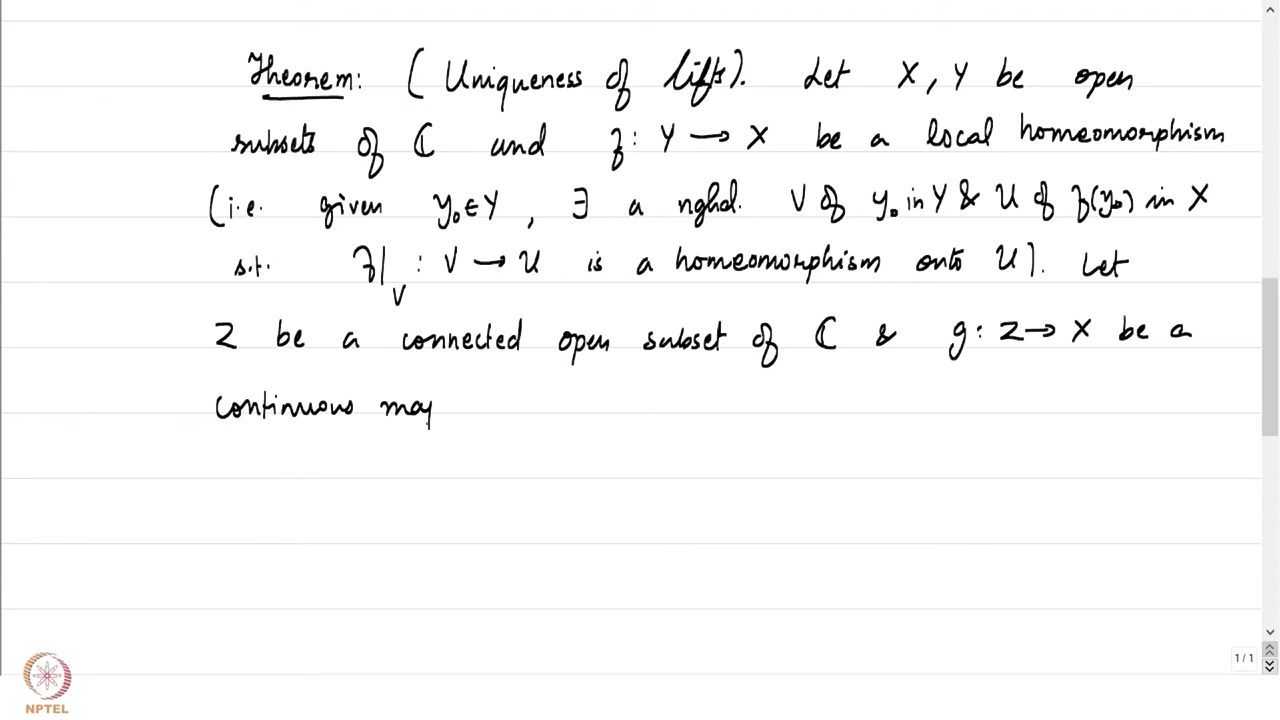 Theorem: (Uniqueness of lifts). Let X, Y be open
subsets of ℂ and f: Y → X be a local homeomorphism
(i.e. given y₀ ∈ Y, ∃ a nghd. V of y₀ in Y & U of f(y₀) in X
s.t. f|_V : V → U is a homeomorphism onto U). Let
Z be a connected open subset of ℂ & g: Z → X be a
continuous map
1 / 1
NPTEL